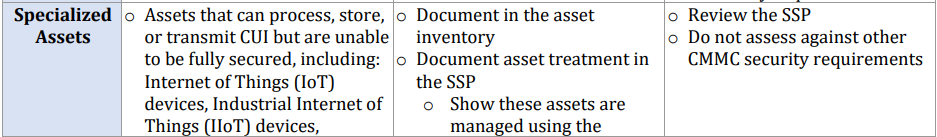 Specialized
Assets
o Assets that can process, store,
or transmit CUI but are unable
to be fully secured, including:
Internet of Things (IoT)
devices, Industrial Internet of
Things (IIoT) devices,
o Document in the asset
inventory
o Document asset treatment in
the SSP
o Show these assets are
managed using the
o Review the SSP
o Do not assess against other
CMMC security requirements